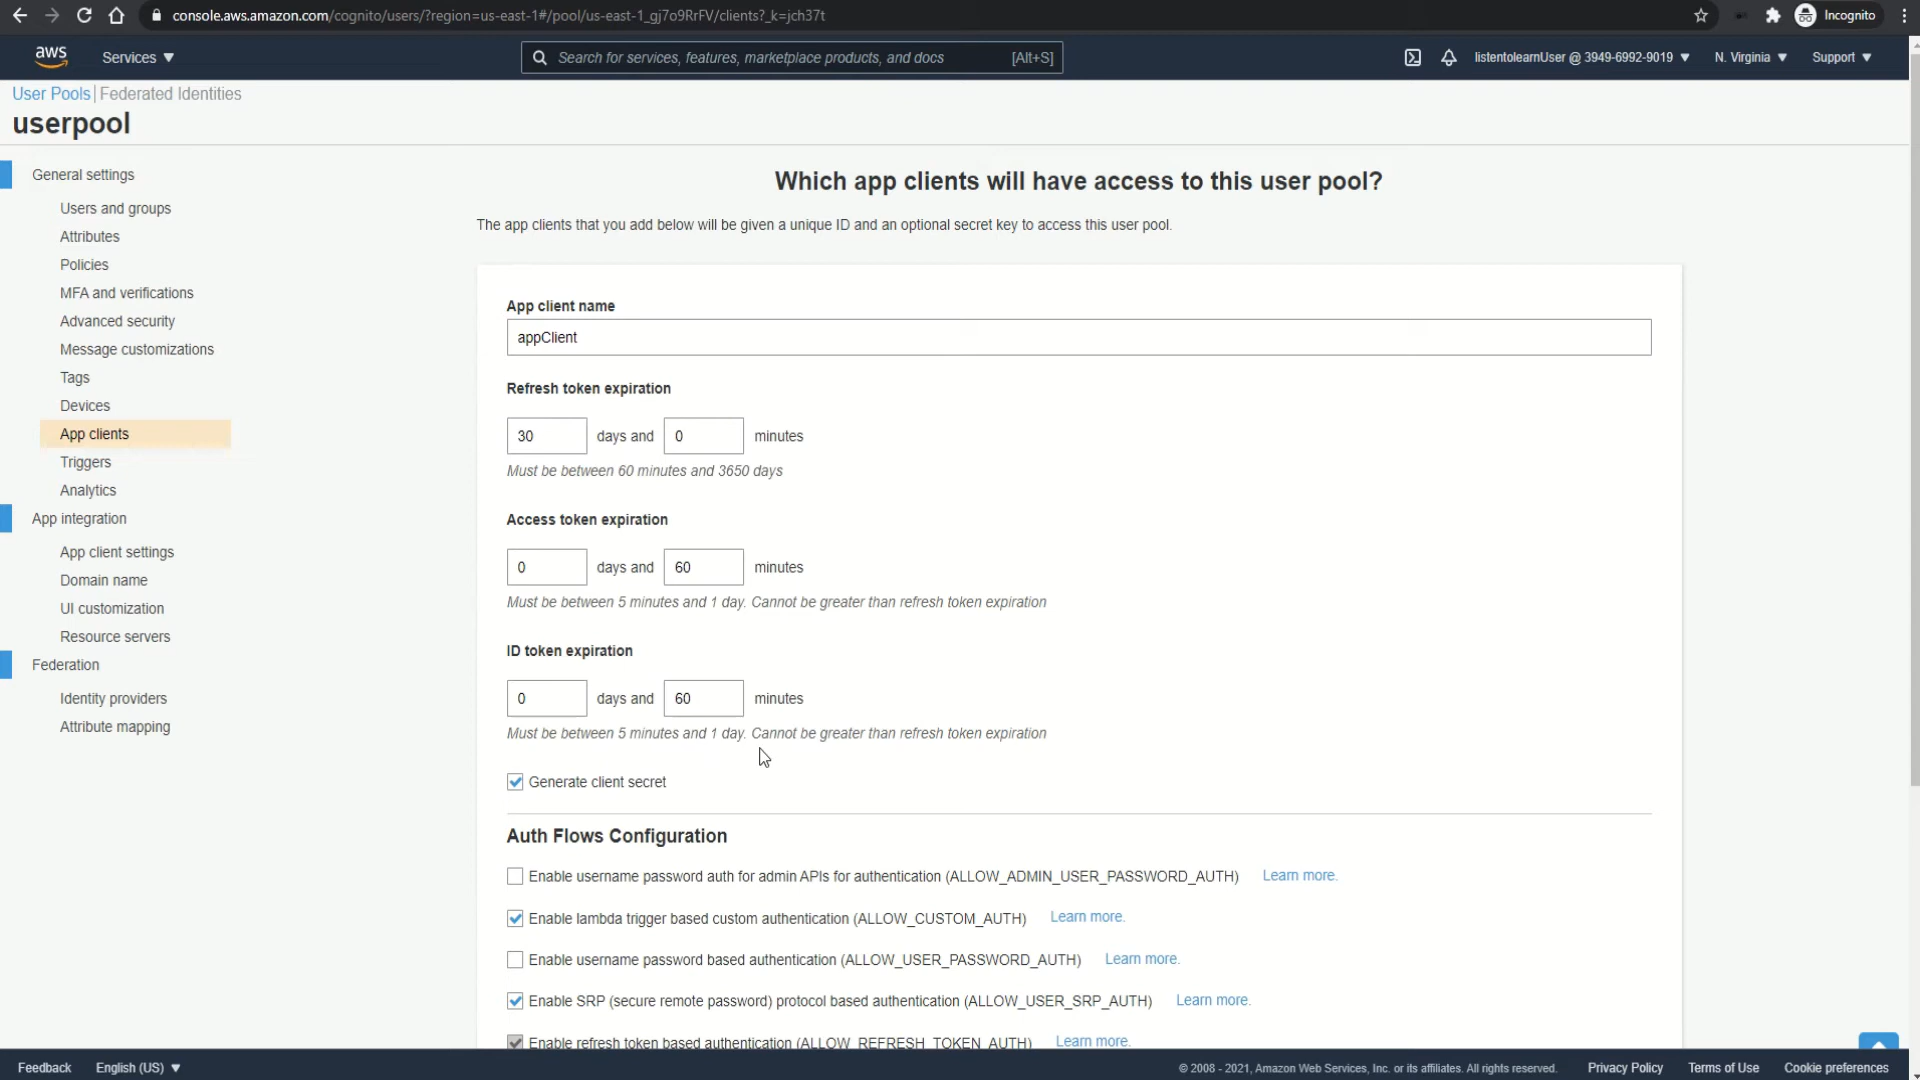 console.aws.amazon.com/cognito/users/?region=us-east-1#/pool/us-east-1_gj7o9RrFV/clients?_k=jch37t
Incognito
aws
Services
Search for services, features, marketplace products, and docs
[Alt+S]
listentolearnUser @ 3949-6992-9019
N. Virginia
Support
User Pools | Federated Identities
userpool
General settings
Users and groups
Attributes
Policies
MFA and verifications
Advanced security
Message customizations
Tags
Devices
App clients
Triggers
Analytics
App integration
App client settings
Domain name
UI customization
Resource servers
Federation
Identity providers
Attribute mapping
Which app clients will have access to this user pool?
The app clients that you add below will be given a unique ID and an optional secret key to access this user pool.
App client name
appClient
Refresh token expiration
30 days and 0 minutes
Must be between 60 minutes and 3650 days
Access token expiration
0 days and 60 minutes
Must be between 5 minutes and 1 day. Cannot be greater than refresh token expiration
ID token expiration
0 days and 60 minutes
Must be between 5 minutes and 1 day. Cannot be greater than refresh token expiration
Generate client secret
Auth Flows Configuration
Enable username password auth for admin APIs for authentication (ALLOW_ADMIN_USER_PASSWORD_AUTH) Learn more.
Enable lambda trigger based custom authentication (ALLOW_CUSTOM_AUTH) Learn more.
Enable username password based authentication (ALLOW_USER_PASSWORD_AUTH) Learn more.
Enable SRP (secure remote password) protocol based authentication (ALLOW_USER_SRP_AUTH) Learn more.
Enable refresh token based authentication (ALLOW_REFRESH_TOKEN_AUTH) Learn more.
Feedback
English (US)
© 2008 - 2021, Amazon Web Services, Inc. or its affiliates. All rights reserved.
Privacy Policy
Terms of Use
Cookie preferences